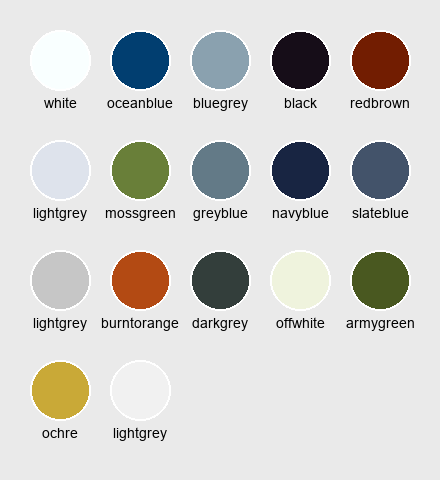 white oceanblue bluegrey black redbrown
lightgrey mossgreen greyblue navyblue slateblue
lightgrey burntorange darkgrey offwhite armygreen
ochre lightgrey